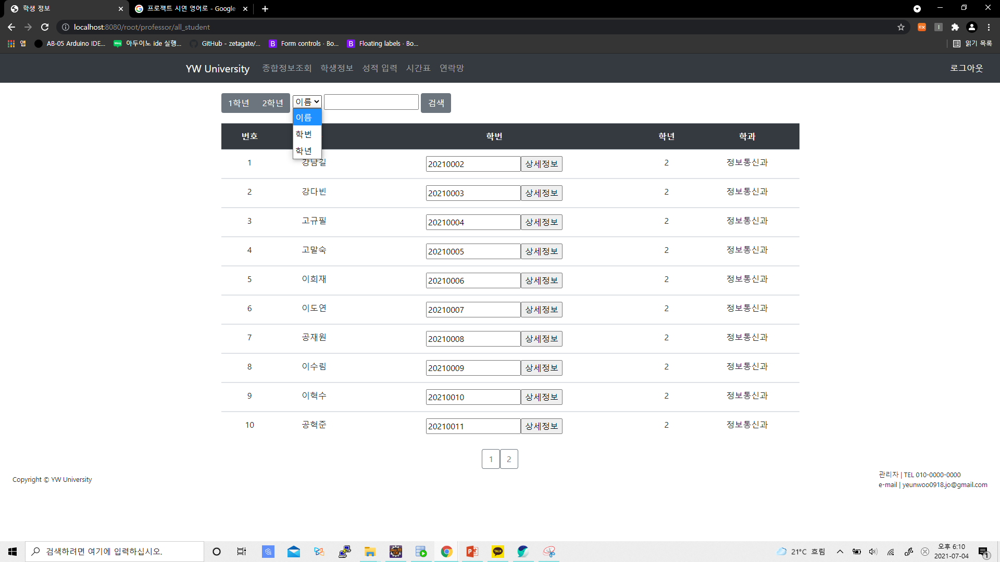 학생 정보
프로젝트 시연 영어로 - Google
localhost:8080/root/professor/all_student
앱 AB-05 Arduino IDE... 아두이노 ide 실행... GitHub - zetagate/... Form controls · Bo... Floating labels · Bo... 읽기 목록
YW University 종합정보조회 학생정보 성적 입력 시간표 연락망 로그아웃
1학년 2학년 이름 검색
이름
학번
학년
번호 학번 학년 학과
1 강남길 20210002 상세정보 2 정보통신과
2 강다빈 20210003 상세정보 2 정보통신과
3 고규필 20210004 상세정보 2 정보통신과
4 고말숙 20210005 상세정보 2 정보통신과
5 이희재 20210006 상세정보 2 정보통신과
6 이도연 20210007 상세정보 2 정보통신과
7 공재원 20210008 상세정보 2 정보통신과
8 이수림 20210009 상세정보 2 정보통신과
9 이혁수 20210010 상세정보 2 정보통신과
10 공혁준 20210011 상세정보 2 정보통신과
1 2
Copyright © YW University
관리자 | TEL 010-0000-0000
e-mail | yeunwoo0918.jo@gmail.com
검색하려면 여기에 입력하십시오.
21°C 흐림
오후 6:10
2021-07-04
1